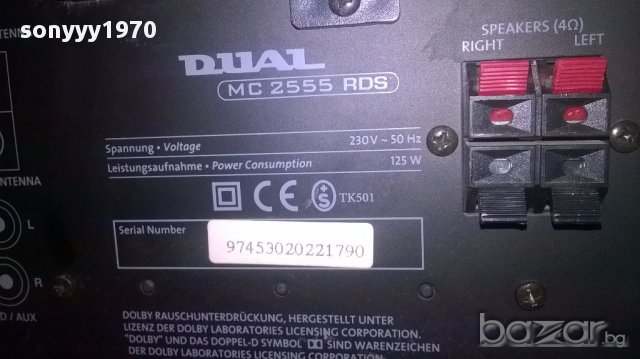 sonyyy1970
ANTENNA
L
R
D / AUX
DUAL
MC 2555 RDS
Spannung • Voltage 230V ~ 50 Hz
Leistungsaufnahme • Power Consumption 125 W
CE S TK501
Serial Number 97453020221790
DOLBY RAUSCHUNTERDRÜCKUNG, HERGESTELLT UNTER
LIZENZ DER DOLBY LABORATORIES LICENSING CORPORATION.
"DOLBY" UND DAS DOPPEL-D SYMBOL SIND WARENZEICHEN
DER DOLBY LABORATORIES LICENSING CORPORATION.
SPEAKERS (4Ω)
RIGHT LEFT
bazar.bg